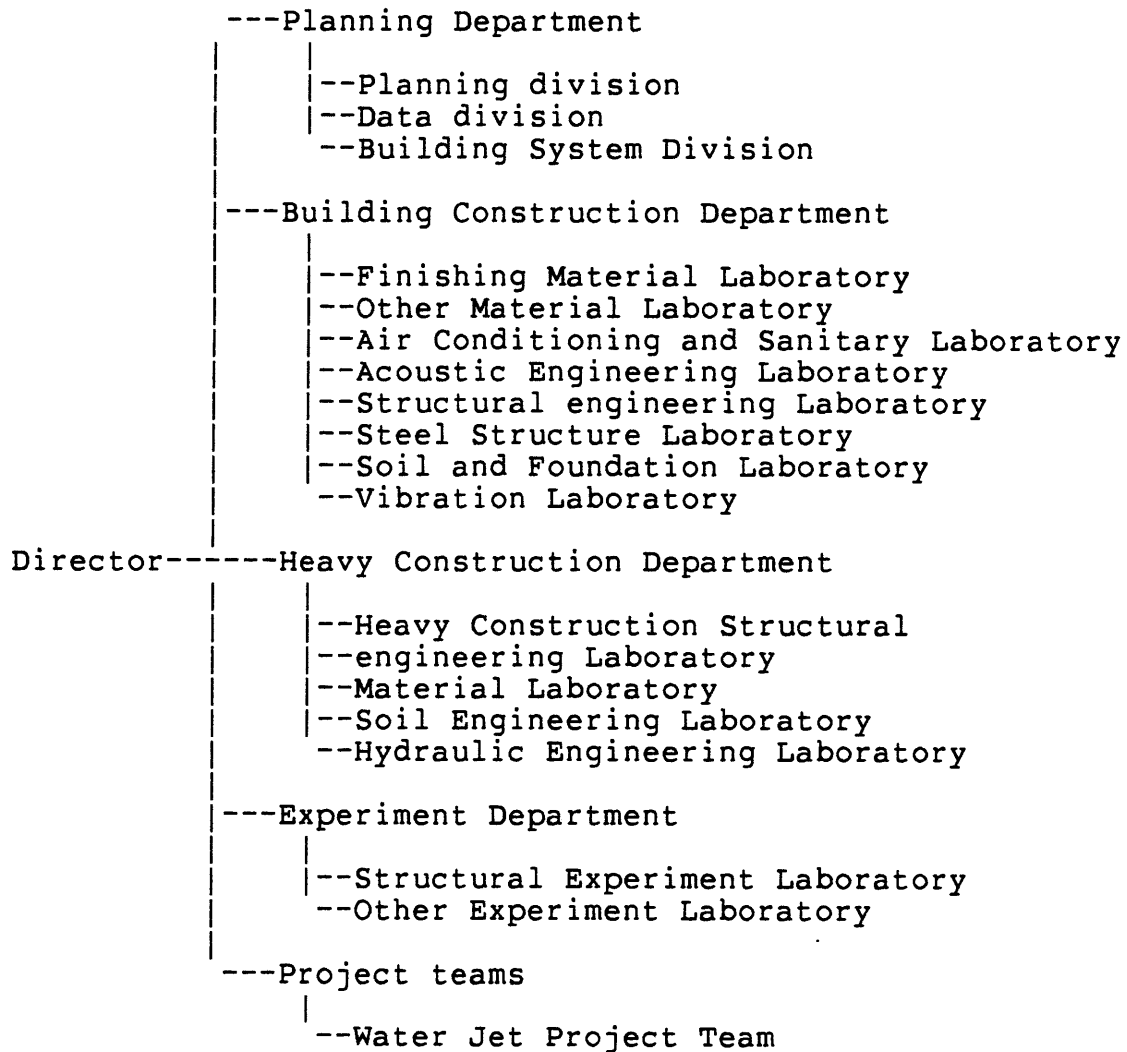 ---Planning Department
--Planning division
--Data division
--Building System Division
---Building Construction Department
--Finishing Material Laboratory
--Other Material Laboratory
--Air Conditioning and Sanitary Laboratory
--Acoustic Engineering Laboratory
--Structural engineering Laboratory
--Steel Structure Laboratory
--Soil and Foundation Laboratory
--Vibration Laboratory
Director------Heavy Construction Department
--Heavy Construction Structural
--engineering Laboratory
--Material Laboratory
--Soil Engineering Laboratory
--Hydraulic Engineering Laboratory
---Experiment Department
--Structural Experiment Laboratory
--Other Experiment Laboratory
---Project teams
--Water Jet Project Team